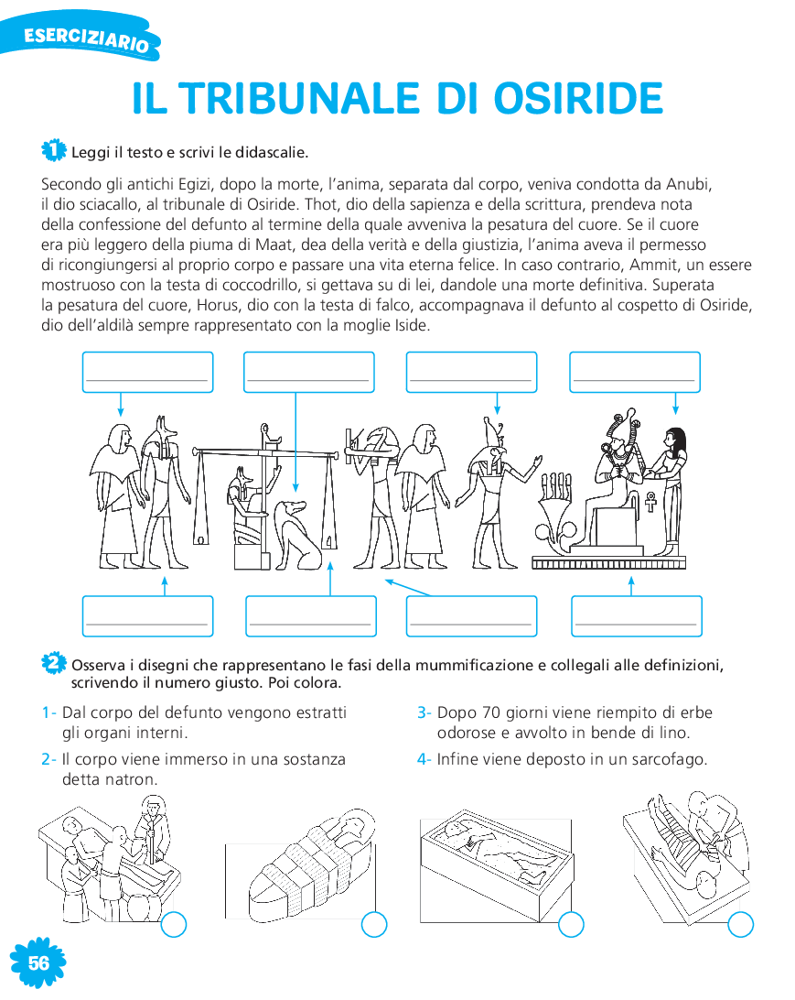 ESERCIZIARIO
IL TRIBUNALE DI OSIRIDE
1 Leggi il testo e scrivi le didascalie.
Secondo gli antichi Egizi, dopo la morte, l’anima, separata dal corpo, veniva condotta da Anubi,
il dio sciacallo, al tribunale di Osiride. Thot, dio della sapienza e della scrittura, prendeva nota
della confessione del defunto al termine della quale avveniva la pesatura del cuore. Se il cuore
era più leggero della piuma di Maat, dea della verità e della giustizia, l’anima aveva il permesso
di ricongiungersi al proprio corpo e passare una vita eterna felice. In caso contrario, Ammit, un essere
mostruoso con la testa di coccodrillo, si gettava su di lei, dandole una morte definitiva. Superata
la pesatura del cuore, Horus, dio con la testa di falco, accompagnava il defunto al cospetto di Osiride,
dio dell’aldilà sempre rappresentato con la moglie Iside.
2 Osserva i disegni che rappresentano le fasi della mummificazione e collegali alle definizioni,
scrivendo il numero giusto. Poi colora.
1- Dal corpo del defunto vengono estratti
gli organi interni.
2- Il corpo viene immerso in una sostanza
detta natron.
3- Dopo 70 giorni viene riempito di erbe
odorose e avvolto in bende di lino.
4- Infine viene deposto in un sarcofago.
56